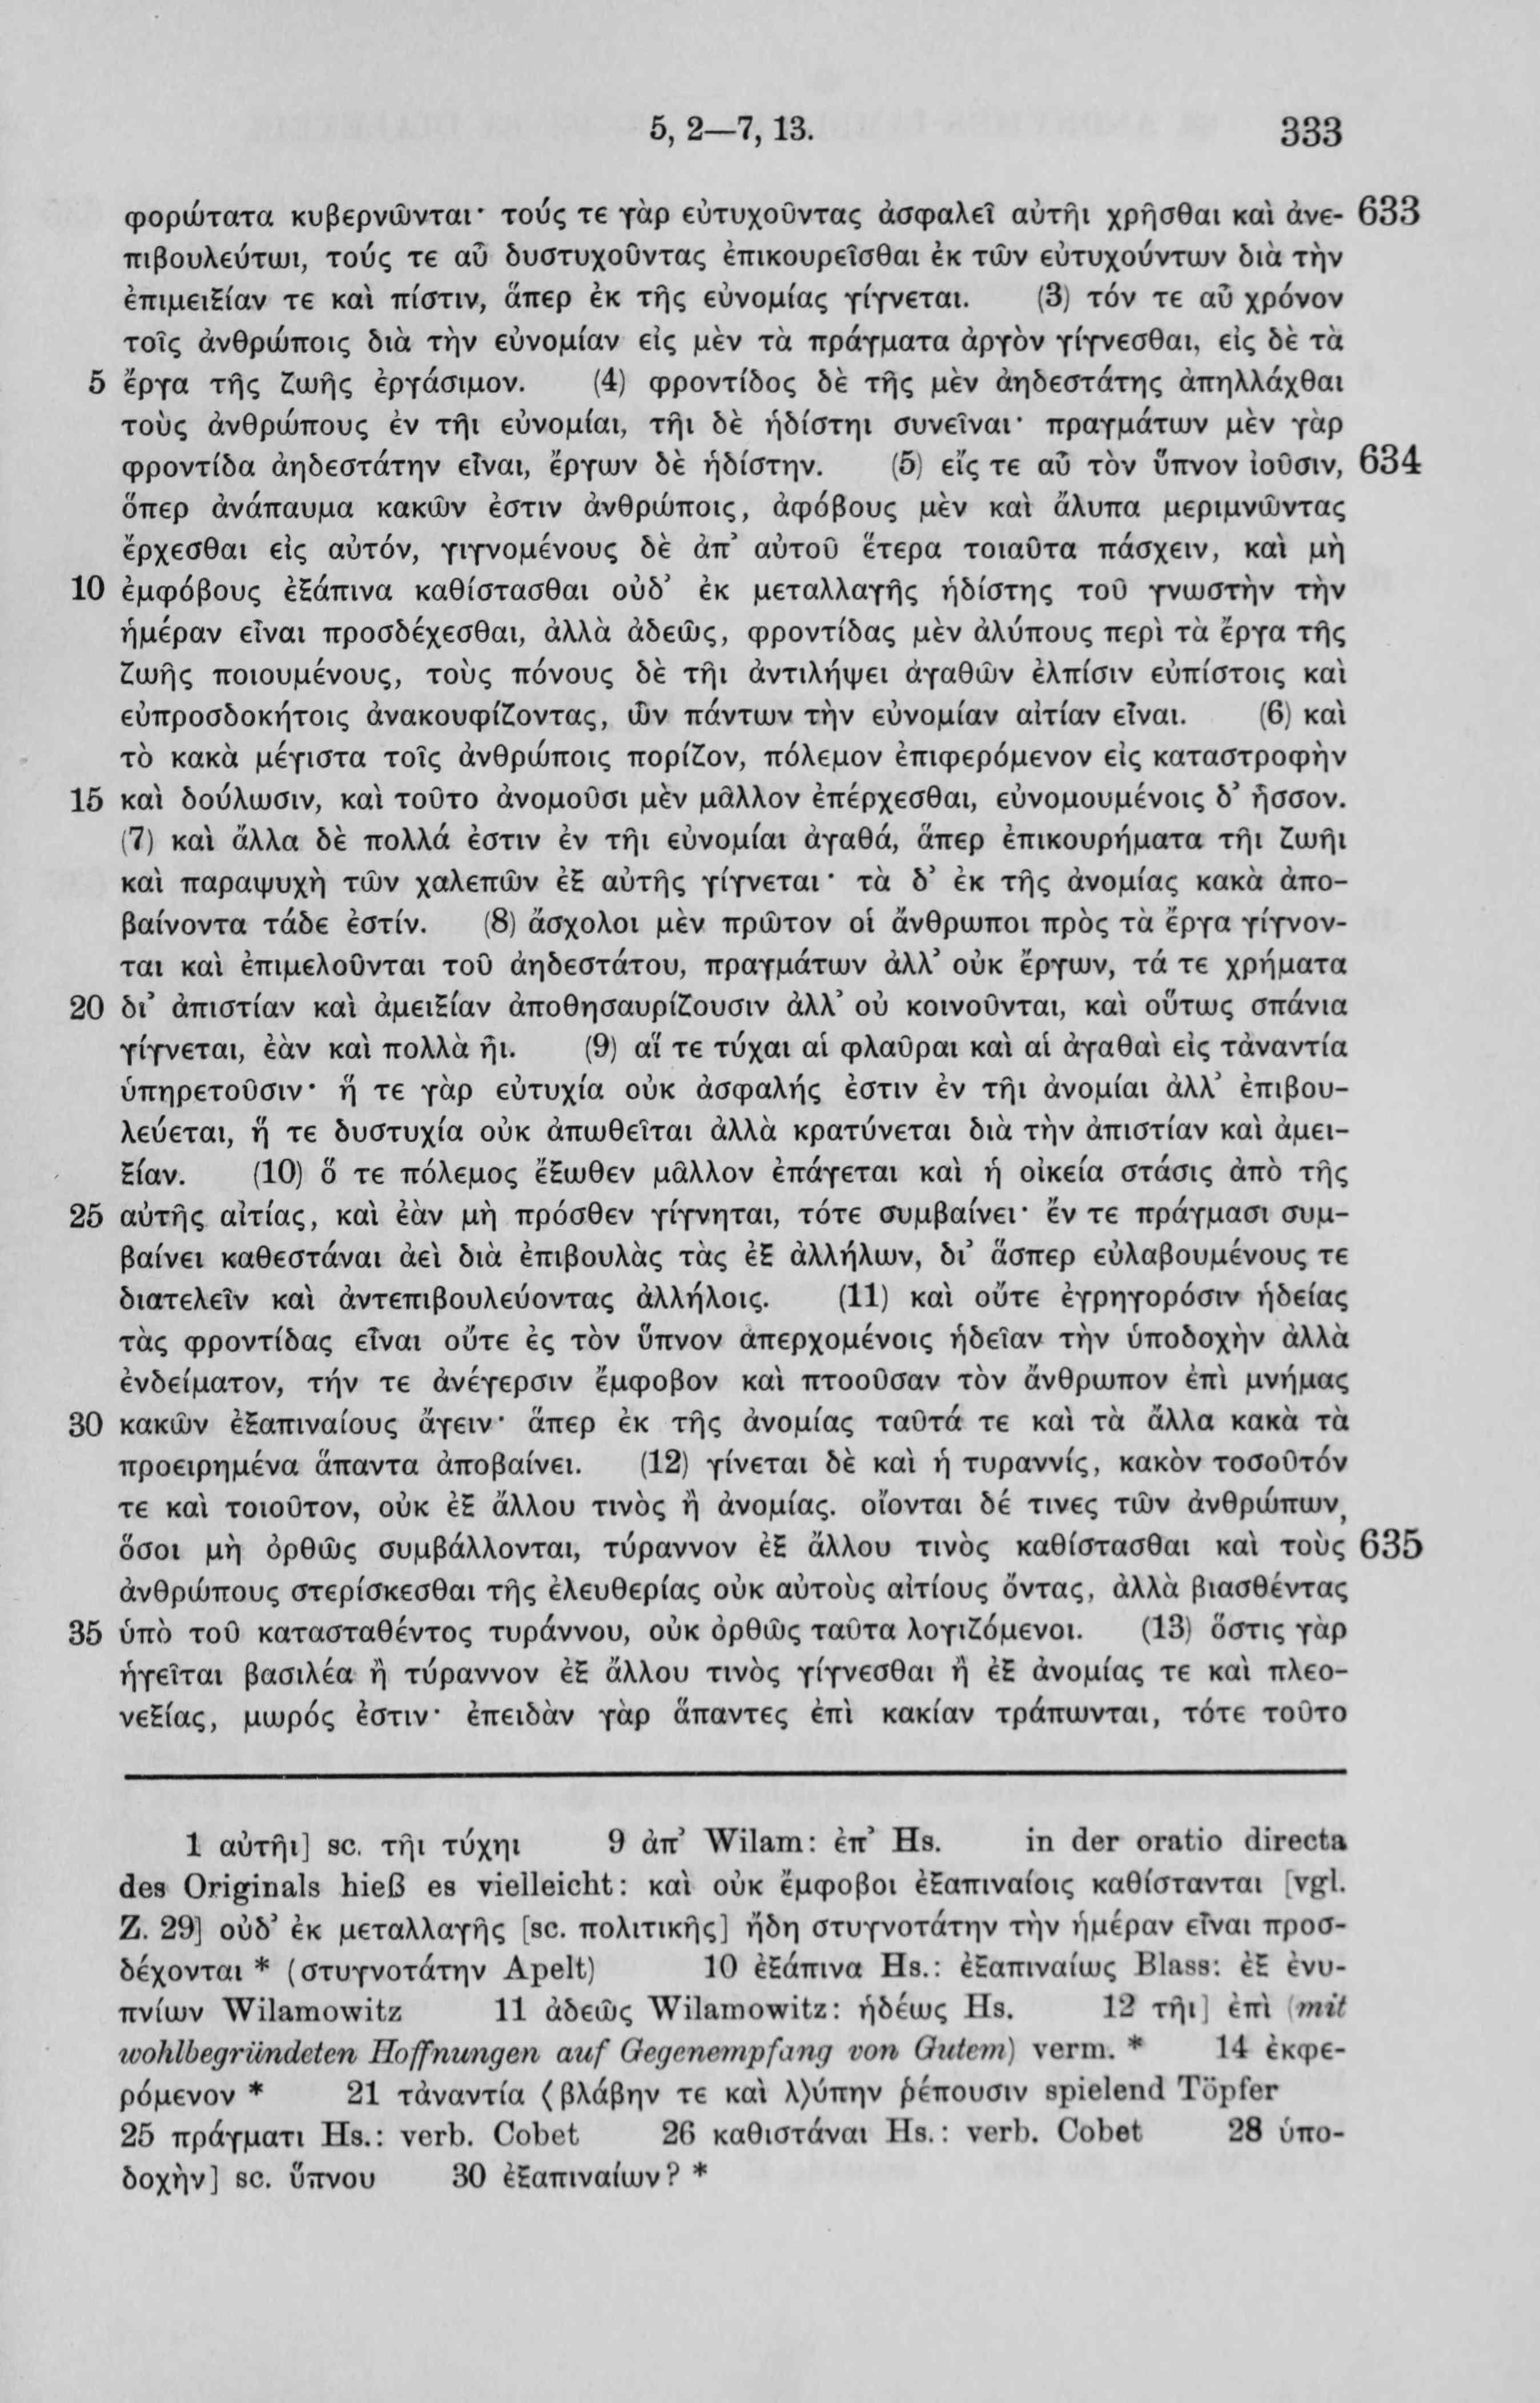 5, 2—7, 13. 333
φορώτατα κυβερνῶνται· τούς τε γὰρ εὐτυχοῦντας ἀσφαλεῖ αὐτῆι χρῆσθαι καὶ ἀνε- 633
πιβουλεύτωι, τούς τε αὖ δυστυχοῦντας ἐπικουρεῖσθαι ἐκ τῶν εὐτυχούντων διὰ τὴν
ἐπιμειξίαν τε καὶ πίστιν, ἅπερ ἐκ τῆς εὐνομίας γίγνεται. (3) τόν τε αὖ χρόνον
τοῖς ἀνθρώποις διὰ τὴν εὐνομίαν εἰς μὲν τὰ πράγματα ἀργὸν γίγνεσθαι, εἰς δὲ τὰ
5 ἔργα τῆς ζωῆς ἐργάσιμον. (4) φροντίδος δὲ τῆς μὲν ἀηδεστάτης ἀπηλλάχθαι
τοὺς ἀνθρώπους ἐν τῆι εὐνομίαι, τῆι δὲ ἡδίστηι συνεῖναι· πραγμάτων μὲν γὰρ
φροντίδα ἀηδεστάτην εἶναι, ἔργων δὲ ἡδίστην. (5) εἴς τε αὖ τὸν ὕπνον ἰοῦσιν, 634
ὅπερ ἀνάπαυμα κακῶν ἐστιν ἀνθρώποις, ἀφόβους μὲν καὶ ἄλυπα μεριμνῶντας
ἔρχεσθαι εἰς αὐτόν, γιγνομένους δὲ ἀπ’ αὐτοῦ ἕτερα τοιαῦτα πάσχειν, καὶ μὴ
10 ἐμφόβους ἐξάπινα καθίστασθαι οὐδ’ ἐκ μεταλλαγῆς ἡδίστης τοῦ γνωστὴν τὴν
ἡμέραν εἶναι προσδέχεσθαι, ἀλλὰ ἀδεῶς, φροντίδας μὲν ἀλύπους περὶ τὰ ἔργα τῆς
ζωῆς ποιουμένους, τοὺς πόνους δὲ τῆι ἀντιλήψει ἀγαθῶν ἐλπίσιν εὐπίστοις καὶ
εὐπροσδοκήτοις ἀνακουφίζοντας, ὧν πάντων τὴν εὐνομίαν αἰτίαν εἶναι. (6) καὶ
τὸ κακὰ μέγιστα τοῖς ἀνθρώποις πορίζον, πόλεμον ἐπιφερόμενον εἰς καταστροφὴν
15 καὶ δούλωσιν, καὶ τοῦτο ἀνομοῦσι μὲν μᾶλλον ἐπέρχεσθαι, εὐνομουμένοις δ’ ἧσσον.
(7) καὶ ἄλλα δὲ πολλά ἐστιν ἐν τῆι εὐνομίαι ἀγαθά, ἅπερ ἐπικουρήματα τῆι ζωῆι
καὶ παραψυχὴ τῶν χαλεπῶν ἐξ αὐτῆς γίγνεται· τὰ δ’ ἐκ τῆς ἀνομίας κακὰ ἀπο-
βαίνοντα τάδε ἐστίν. (8) ἄσχολοι μὲν πρῶτον οἱ ἄνθρωποι πρὸς τὰ ἔργα γίγνον-
ται καὶ ἐπιμελοῦνται τοῦ ἀηδεστάτου, πραγμάτων ἀλλ’ οὐκ ἔργων, τά τε χρήματα
20 δι’ ἀπιστίαν καὶ ἀμειξίαν ἀποθησαυρίζουσιν ἀλλ’ οὐ κοινοῦνται, καὶ οὕτως σπάνια
γίγνεται, ἐὰν καὶ πολλὰ ἦι. (9) αἵ τε τύχαι αἱ φλαῦραι καὶ αἱ ἀγαθαὶ εἰς τἀναντία
ὑπηρετοῦσιν· ἥ τε γὰρ εὐτυχία οὐκ ἀσφαλής ἐστιν ἐν τῆι ἀνομίαι ἀλλ’ ἐπιβου-
λεύεται, ἥ τε δυστυχία οὐκ ἀπωθεῖται ἀλλὰ κρατύνεται διὰ τὴν ἀπιστίαν καὶ ἀμει-
ξίαν. (10) ὅ τε πόλεμος ἔξωθεν μᾶλλον ἐπάγεται καὶ ἡ οἰκεία στάσις ἀπὸ τῆς
25 αὐτῆς αἰτίας, καὶ ἐὰν μὴ πρόσθεν γίγνηται, τότε συμβαίνει· ἔν τε πράγμασι συμ-
βαίνει καθεστάναι ἀεὶ διὰ ἐπιβουλὰς τὰς ἐξ ἀλλήλων, δι’ ἅσπερ εὐλαβουμένους τε
διατελεῖν καὶ ἀντεπιβουλεύοντας ἀλλήλοις. (11) καὶ οὔτε ἐγρηγορόσιν ἡδείας
τὰς φροντίδας εἶναι οὔτε ἐς τὸν ὕπνον ἀπερχομένοις ἡδεῖαν τὴν ὑποδοχὴν ἀλλὰ
ἐνδείματον, τήν τε ἀνέγερσιν ἔμφοβον καὶ πτοοῦσαν τὸν ἄνθρωπον ἐπὶ μνήμας
30 κακῶν ἐξαπιναίους ἄγειν· ἅπερ ἐκ τῆς ἀνομίας ταῦτά τε καὶ τὰ ἄλλα κακὰ τὰ
προειρημένα ἅπαντα ἀποβαίνει. (12) γίνεται δὲ καὶ ἡ τυραννίς, κακὸν τοσοῦτόν
τε καὶ τοιοῦτον, οὐκ ἐξ ἄλλου τινὸς ἢ ἀνομίας. οἴονται δέ τινες τῶν ἀνθρώπων,
ὅσοι μὴ ὀρθῶς συμβάλλονται, τύραννον ἐξ ἄλλου τινὸς καθίστασθαι καὶ τοὺς 635
ἀνθρώπους στερίσκεσθαι τῆς ἐλευθερίας οὐκ αὐτοὺς αἰτίους ὄντας, ἀλλὰ βιασθέντας
35 ὑπὸ τοῦ κατασταθέντος τυράννου, οὐκ ὀρθῶς ταῦτα λογιζόμενοι. (13) ὅστις γὰρ
ἡγεῖται βασιλέα ἢ τύραννον ἐξ ἄλλου τινὸς γίγνεσθαι ἢ ἐξ ἀνομίας τε καὶ πλεο-
νεξίας, μωρός ἐστιν· ἐπειδὰν γὰρ ἅπαντες ἐπὶ κακίαν τράπωνται, τότε τοῦτο
1 αὐτῆι] sc. τῆι τύχηι 9 ἀπ’ Wilam: ἐπ’ Hs. in der oratio directa
des Originals hieß es vielleicht: καὶ οὐκ ἔμφοβοι ἐξαπιναίοις καθίστανται [vgl.
Z. 29] οὐδ’ ἐκ μεταλλαγῆς [sc. πολιτικῆς] ἤδη στυγνοτάτην τὴν ἡμέραν εἶναι προσ-
δέχονται * (στυγνοτάτην Apelt) 10 ἐξάπινα Hs.: ἐξαπιναίως Blass: ἐξ ἐνυ-
πνίων Wilamowitz 11 ἀδεῶς Wilamowitz: ἡδέως Hs. 12 τῆι] ἐπὶ (mit
wohlbegründeten Hoffnungen auf Gegenempfang von Gutem) verm. * 14 ἐκφε-
ρόμενον * 21 τἀναντία ⟨βλάβην τε καὶ λ⟩ύπην ῥέπουσιν spielend Töpfer
25 πράγματι Hs.: verb. Cobet 26 καθιστάναι Hs.: verb. Cobet 28 ὑπο-
δοχὴν] sc. ὕπνου 30 ἐξαπιναίων? *